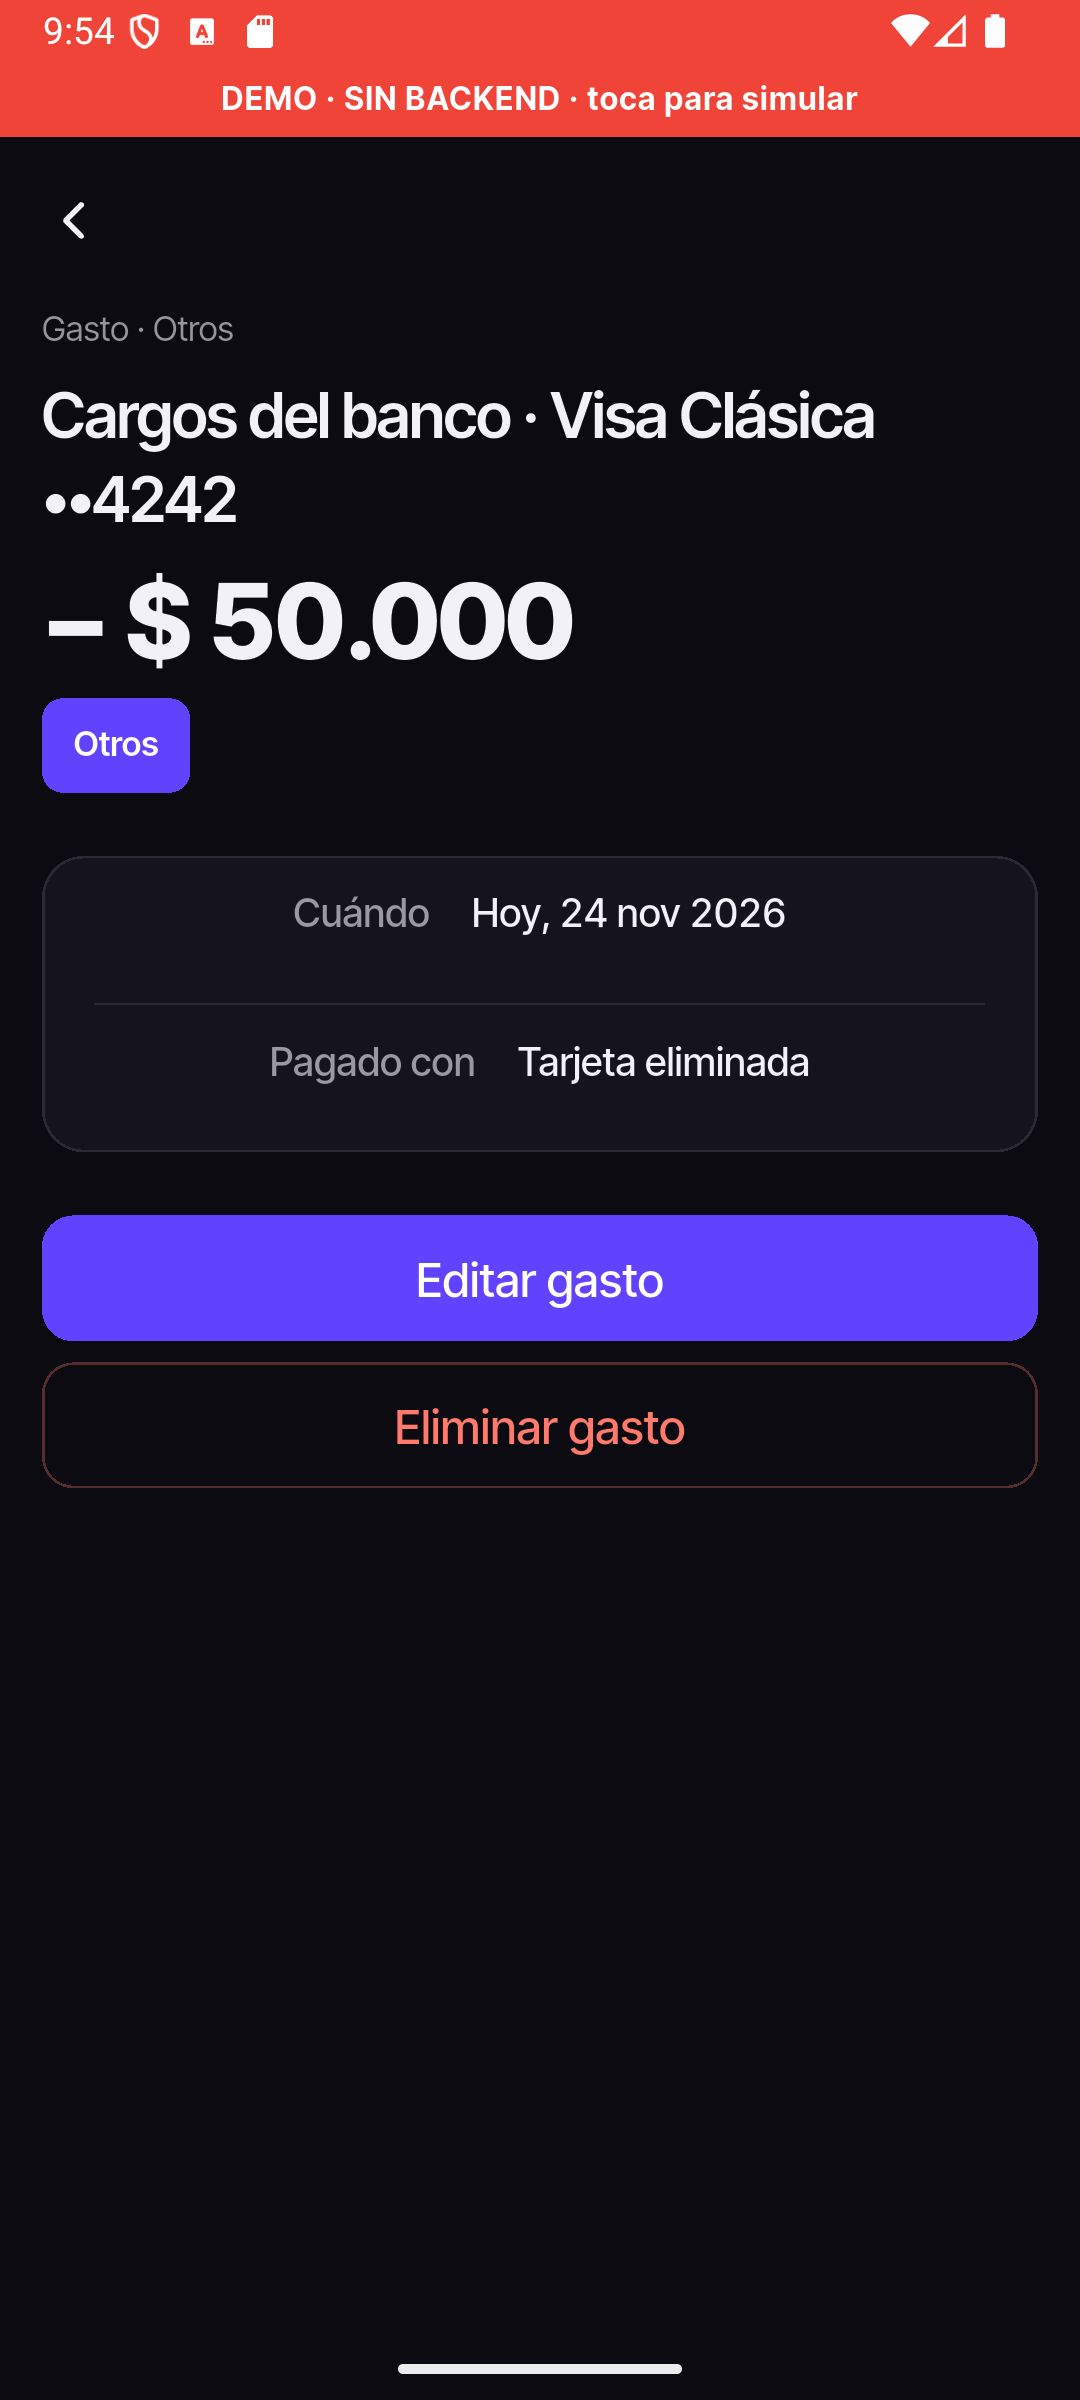 9:54
DEMO · SIN BACKEND · toca para simular
Gasto · Otros
Cargos del banco · Visa Clásica
••4242
– $ 50.000
Otros
Cuándo Hoy, 24 nov 2026
Pagado con Tarjeta eliminada
Editar gasto
Eliminar gasto